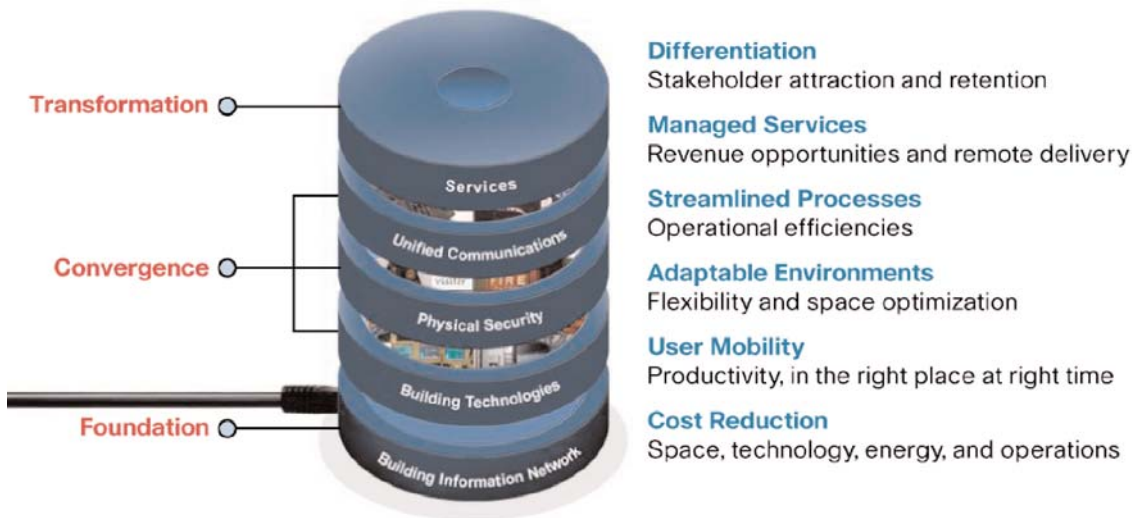 Transformation
Convergence
Foundation
Services
Unified Communications
Physical Security
Building Technologies
Building Information Network
Differentiation
Stakeholder attraction and retention
Managed Services
Revenue opportunities and remote delivery
Streamlined Processes
Operational efficiencies
Adaptable Environments
Flexibility and space optimization
User Mobility
Productivity, in the right place at right time
Cost Reduction
Space, technology, energy, and operations